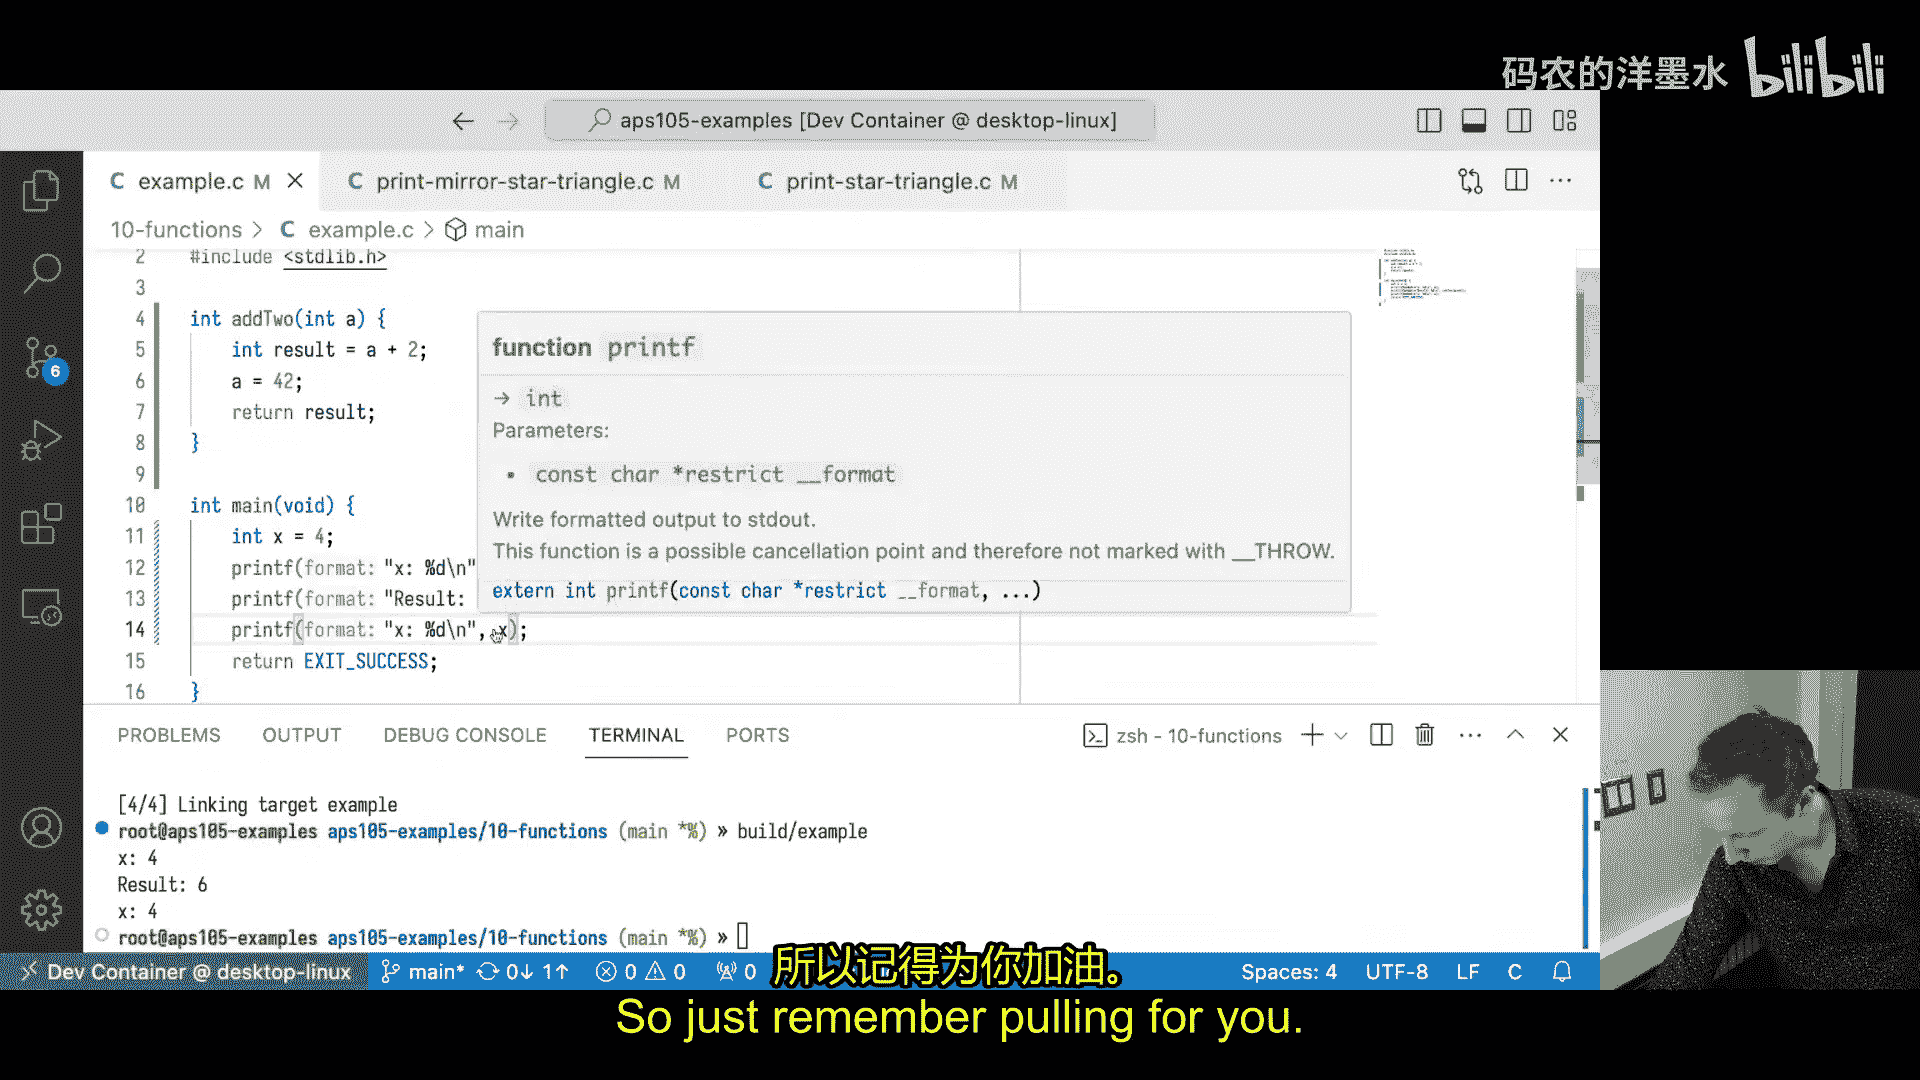 码农的洋墨水 bilibili
aps105-examples [Dev Container @ desktop-linux]
C example.c M
C print-mirror-star-triangle.c M
C print-star-triangle.c M
10-functions > C example.c > main
2 #include <stdlib.h>
3
4 int addTwo(int a) {
5 int result = a + 2;
6 a = 42;
7 return result;
8 }
9
10 int main(void) {
11 int x = 4;
12 printf(format: "x: %d\n"
13 printf(format: "Result:
14 printf(format: "x: %d\n", x);
15 return EXIT_SUCCESS;
16 }
function printf
→ int
Parameters:
• const char *restrict __format
Write formatted output to stdout.
This function is a possible cancellation point and therefore not marked with __THROW.
extern int printf(const char *restrict __format, ...)
6
PROBLEMS OUTPUT DEBUG CONSOLE TERMINAL PORTS
zsh - 10-functions
[4/4] Linking target example
root@aps105-examples aps105-examples/10-functions (main *%) » build/example
x: 4
Result: 6
x: 4
root@aps105-examples aps105-examples/10-functions (main *%) »
Dev Container @ desktop-linux main* 0↓ 1↑ 0 0 0
Spaces: 4 UTF-8 LF C
所以记得为你加油。
So just remember pulling for you.